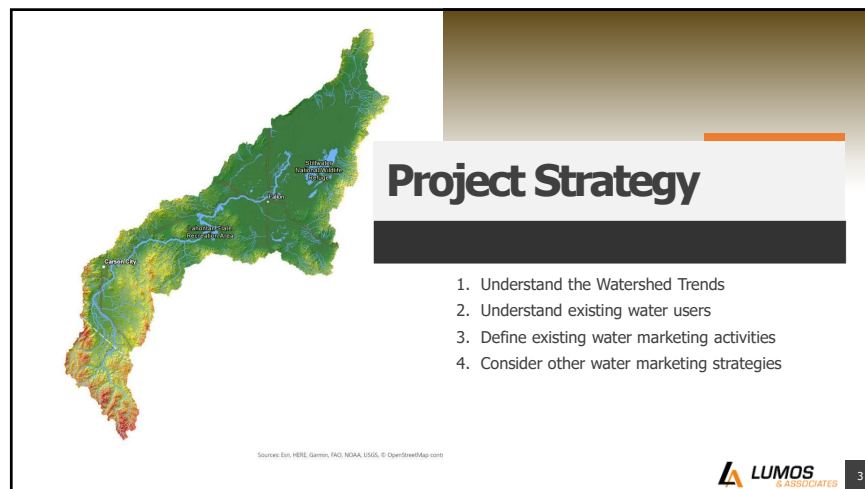 Project Strategy
1. Understand the Watershed Trends
2. Understand existing water users
3. Define existing water marketing activities
4. Consider other water marketing strategies
Stillwater
National Wildlife
Refuge
Fallon
Lahontan State
Recreation Area
Carson City
Sources: Esri, HERE, Garmin, FAO, NOAA, USGS, © OpenStreetMap contr
LUMOS
& ASSOCIATES
3